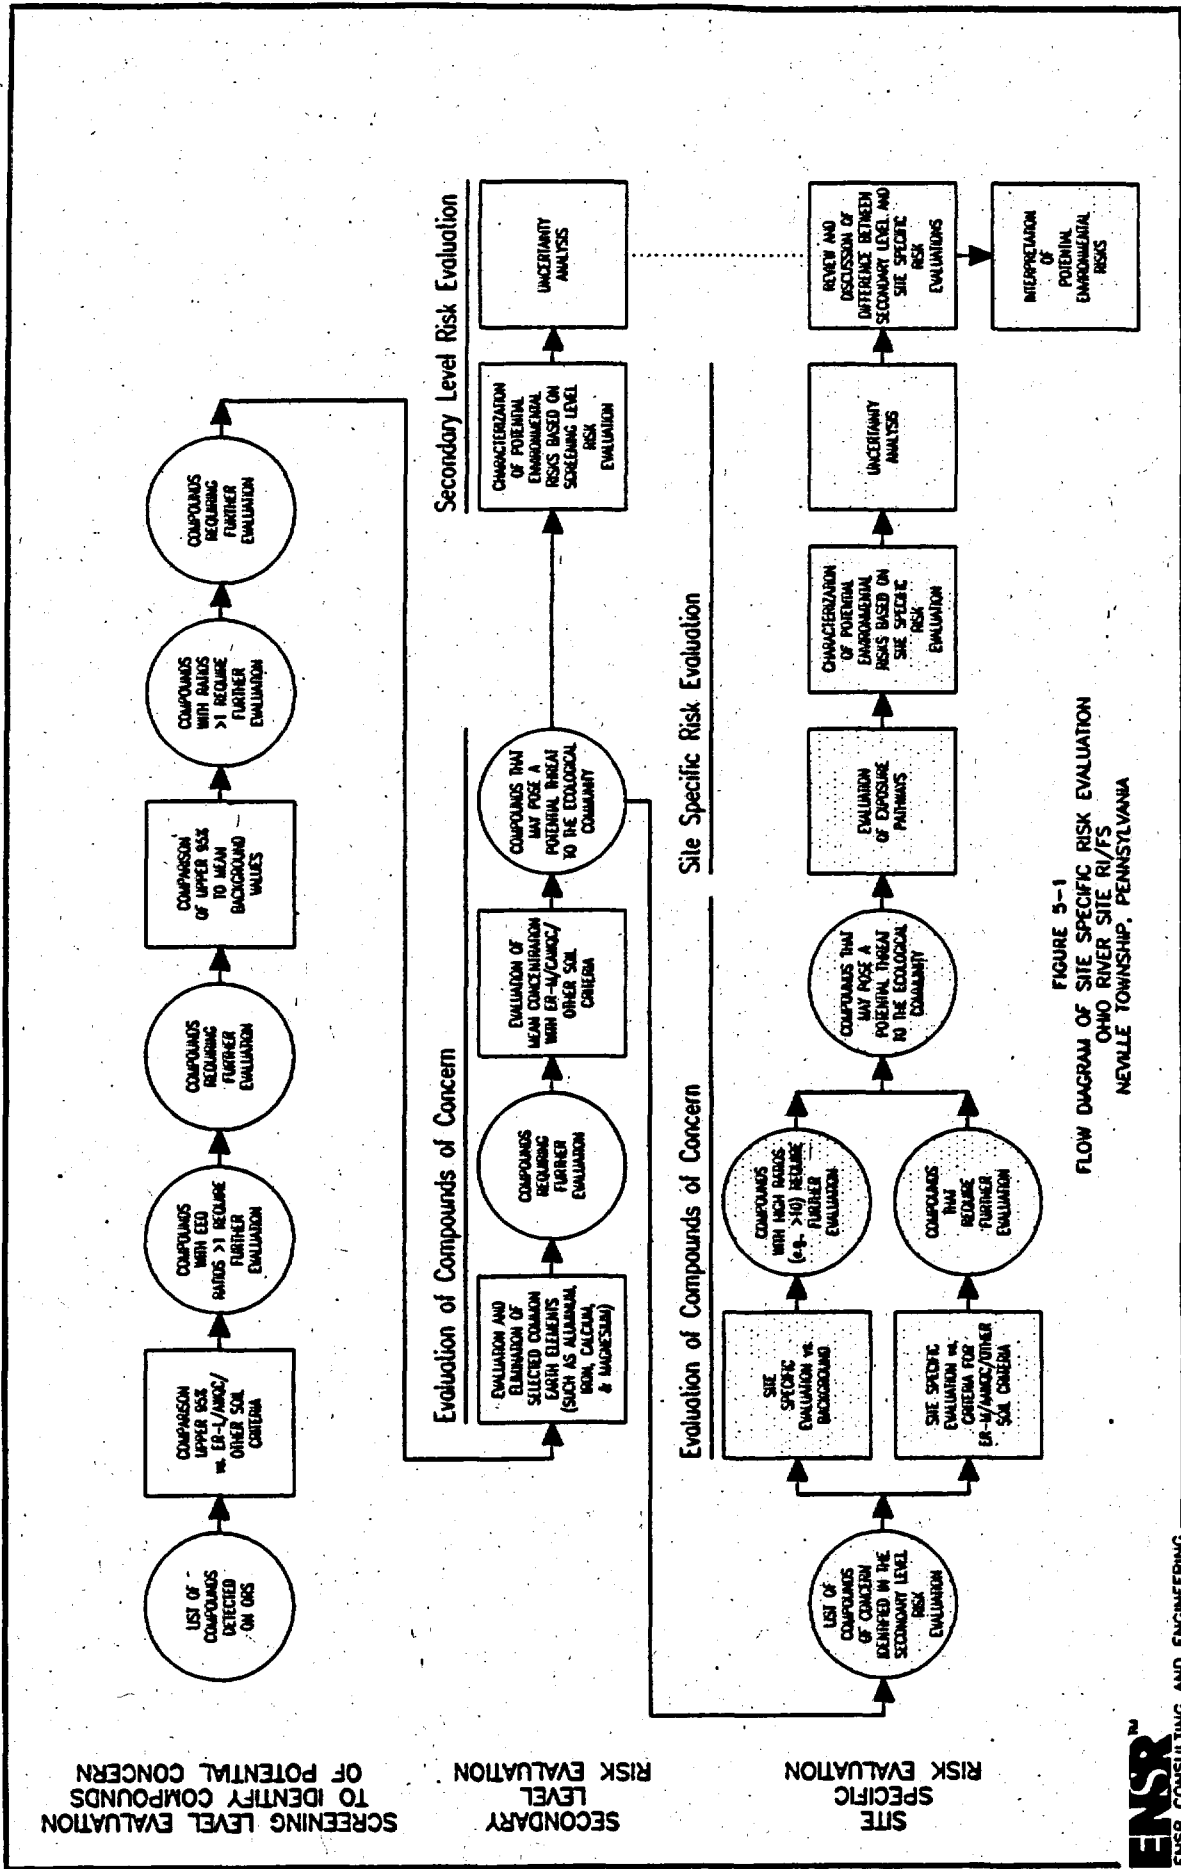 SCREENING LEVEL EVALUATION
TO IDENTIFY COMPOUNDS
OF POTENTIAL CONCERN
LIST OF
COMPOUNDS
DETECTED
ON ORS
COMPARISON
UPPER 95%
vs. ER-L/AWQC/
OTHER SOIL
CRITERIA
COMPOUNDS
WITH EEQ
RATIOS >1 REQUIRE
FURTHER
EVALUATION
COMPOUNDS
REQUIRING
FURTHER
EVALUATION
COMPARISON
OF UPPER 95%
TO MEAN
BACKGROUND
VALUES
COMPOUNDS
WITH RATIOS
>1 REQUIRE
FURTHER
EVALUATION
COMPOUNDS
REQUIRING
FURTHER
EVALUATION
SECONDARY
LEVEL
RISK EVALUATION
Evaluation of Compounds of Concern
EVALUATION AND
ELIMINATION OF
SELECTED COMMON
EARTH ELEMENTS
(SUCH AS ALUMINUM,
IRON, CALCIUM,
& MAGNESIUM)
COMPOUNDS
REQUIRING
FURTHER
EVALUATION
EVALUATION OF
MEAN CONCENTRATION
WITH ER-M/CAWQC/
OTHER SOIL
CRITERIA
COMPOUNDS THAT
MAY POSE A
POTENTIAL THREAT
TO THE ECOLOGICAL
COMMUNITY
Secondary Level Risk Evaluation
CHARACTERIZATION
OF POTENTIAL
ENVIRONMENTAL
RISKS BASED ON
SCREENING LEVEL
RISK
EVALUATION
UNCERTAINTY
ANALYSIS
SITE
SPECIFIC
RISK EVALUATION
LIST OF
COMPOUNDS
OF CONCERN
IDENTIFIED IN THE
SECONDARY LEVEL
RISK
EVALUATION
Evaluation of Compounds of Concern
SITE
SPECIFIC
EVALUATION vs.
BACKGROUND
COMPOUNDS
WITH HIGH RATIOS
(e.g., >10) REQUIRE
FURTHER
EVALUATION
SITE SPECIFIC
EVALUATION vs.
CRITERIA FOR
ER-M/AWQC/OTHER
SOIL CRITERIA
COMPOUNDS
THAT
REQUIRE
FURTHER
EVALUATION
COMPOUNDS THAT
MAY POSE A
POTENTIAL THREAT
TO THE ECOLOGICAL
COMMUNITY
Site Specific Risk Evaluation
EVALUATION
OF EXPOSURE
PATHWAYS
CHARACTERIZATION
OF POTENTIAL
ENVIRONMENTAL
RISKS BASED ON
SITE SPECIFIC
RISK
EVALUATION
UNCERTAINTY
ANALYSIS
REVIEW AND
DISCUSSION OF
DIFFERENCE BETWEEN
SECONDARY LEVEL AND
SITE SPECIFIC
RISK
EVALUATIONS
INTERPRETATION
OF
POTENTIAL
ENVIRONMENTAL
RISKS
FIGURE 5-1
FLOW DIAGRAM OF SITE SPECIFIC RISK EVALUATION
OHIO RIVER SITE RI/FS
NEVILLE TOWNSHIP, PENNSYLVANIA
ENSR™
ENSR CONSULTING AND ENGINEERING